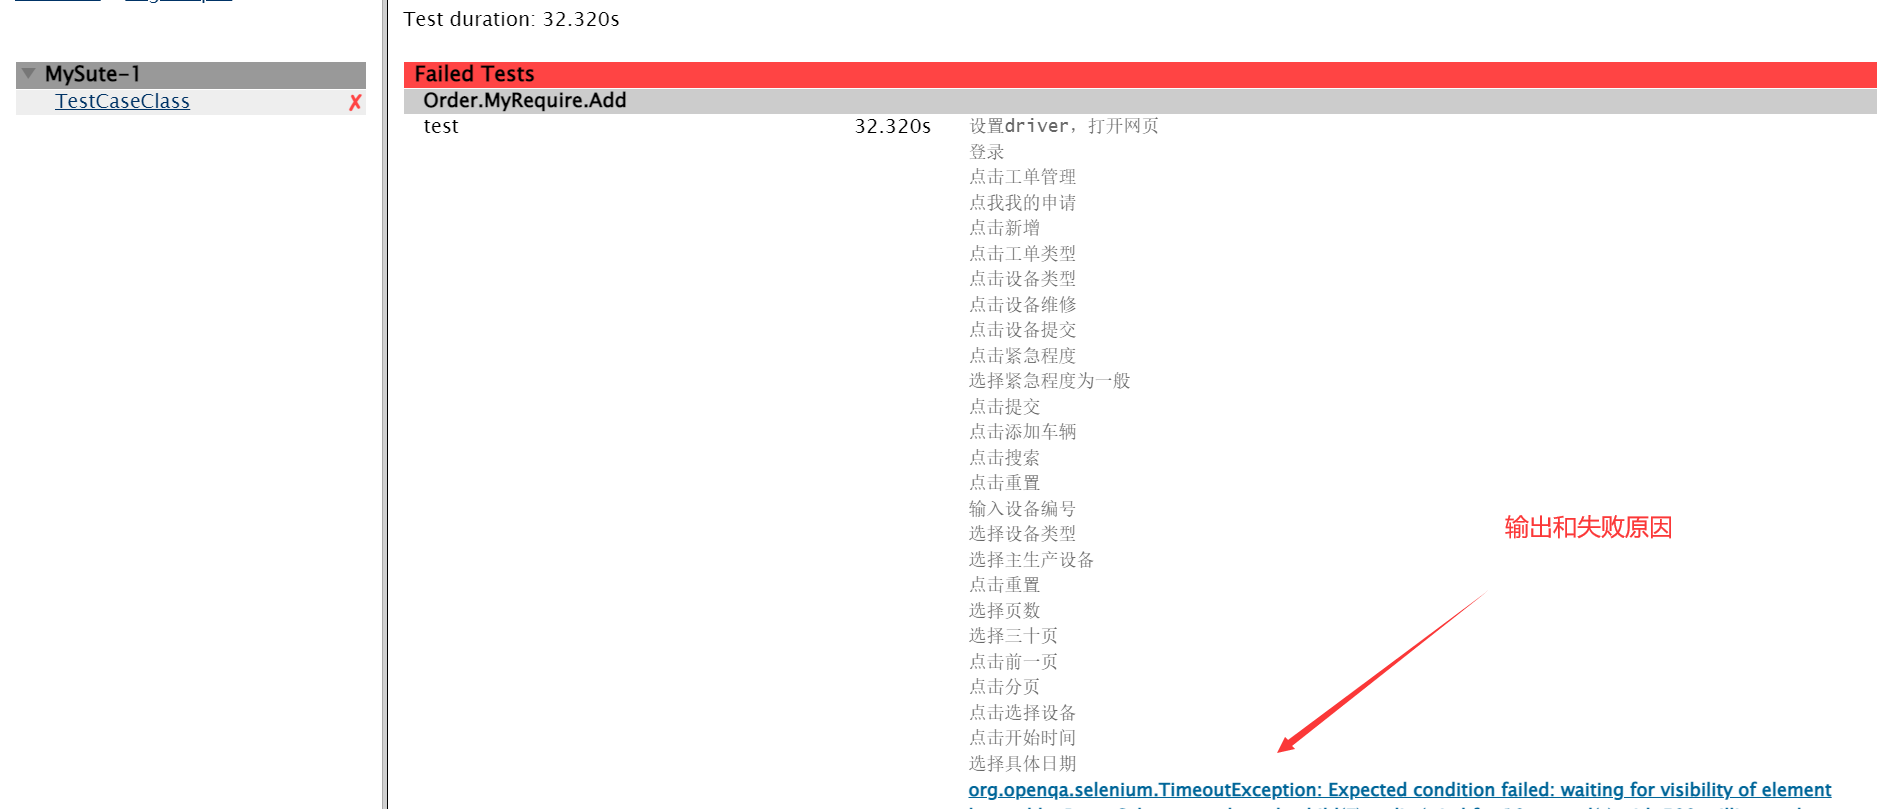 Test duration: 32.320s
MySute-1
TestCaseClass
Failed Tests
Order.MyRequire.Add
test 32.320s 设置driver，打开网页
登录
点击工单管理
点我我的申请
点击新增
点击工单类型
点击设备类型
点击设备维修
点击设备提交
点击紧急程度
选择紧急程度为一般
点击提交
点击添加车辆
点击搜索
点击重置
输入设备编号
选择设备类型
选择主生产设备
点击重置
选择页数
选择三十页
点击前一页
点击分页
点击选择设备
点击开始时间
选择具体日期
输出和失败原因
org.openqa.selenium.TimeoutException: Expected condition failed: waiting for visibility of element